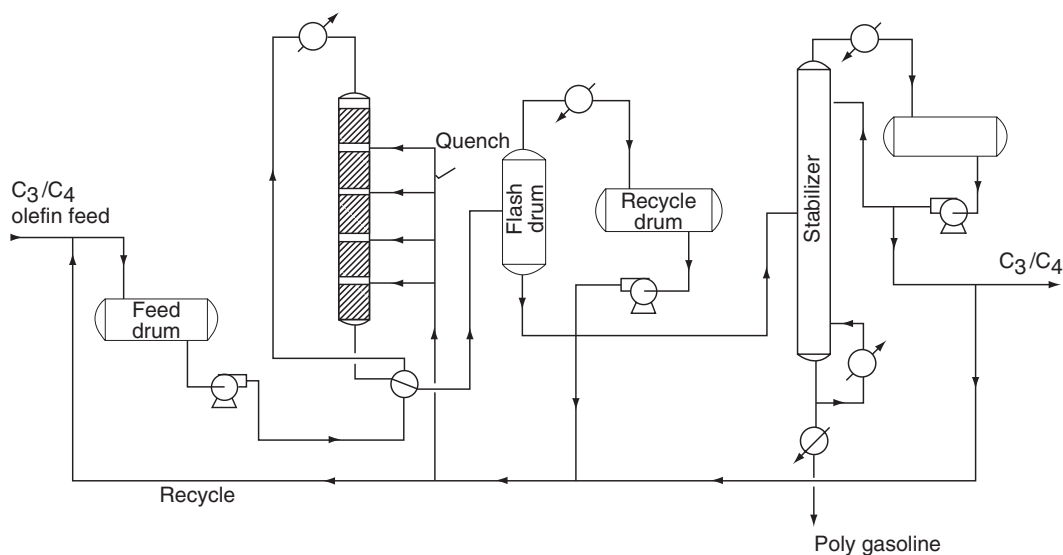 Quench
C₃/C₄
olefin feed
Flash
drum
Recycle
drum
Stabilizer
C₃/C₄
Feed
drum
Recycle
Poly gasoline